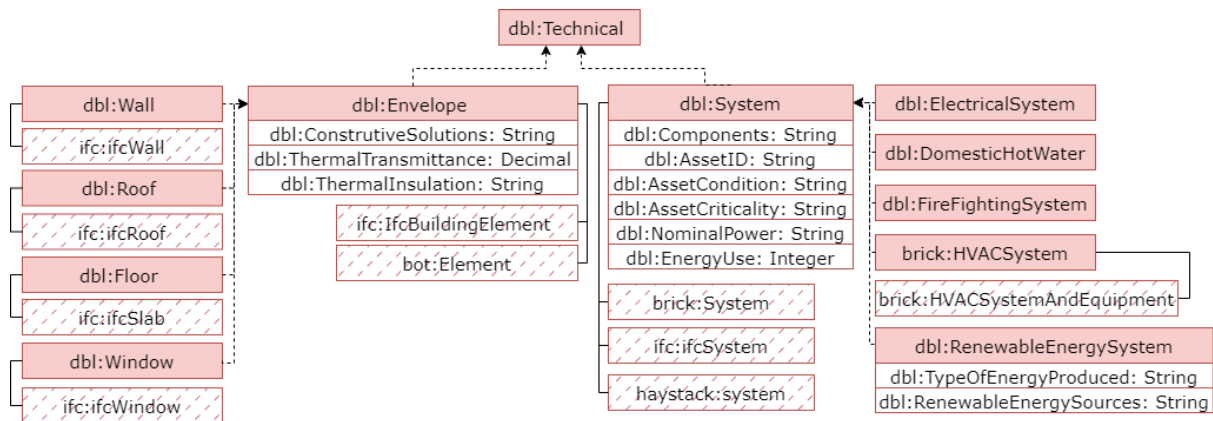 dbl:Technical
dbl:Wall
ifc:ifcWall
dbl:Roof
ifc:ifcRoof
dbl:Floor
ifc:ifcSlab
dbl:Window
ifc:ifcWindow
dbl:Envelope
dbl:ConstrutiveSolutions: String
dbl:ThermalTransmittance: Decimal
dbl:ThermalInsulation: String
ifc:IfcBuildingElement
bot:Element
dbl:System
dbl:Components: String
dbl:AssetID: String
dbl:AssetCondition: String
dbl:AssetCriticality: String
dbl:NominalPower: String
dbl:EnergyUse: Integer
brick:System
ifc:ifcSystem
haystack:system
dbl:ElectricalSystem
dbl:DomesticHotWater
dbl:FireFightingSystem
brick:HVACSystem
brick:HVACSystemAndEquipment
dbl:RenewableEnergySystem
dbl:TypeOfEnergyProduced: String
dbl:RenewableEnergySources: String